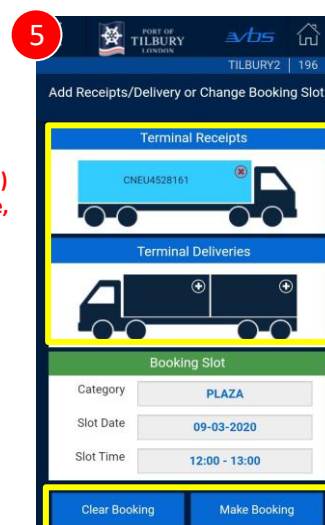 5
PORT OF
TILBURY
LONDON
vbs
TILBURY2 | 196
Add Receipts/Delivery or Change Booking Slot
)
e,
Terminal Receipts
CNEU4528161
Terminal Deliveries
Booking Slot
Category PLAZA
Slot Date 09-03-2020
Slot Time 12:00 - 13:00
Clear Booking Make Booking